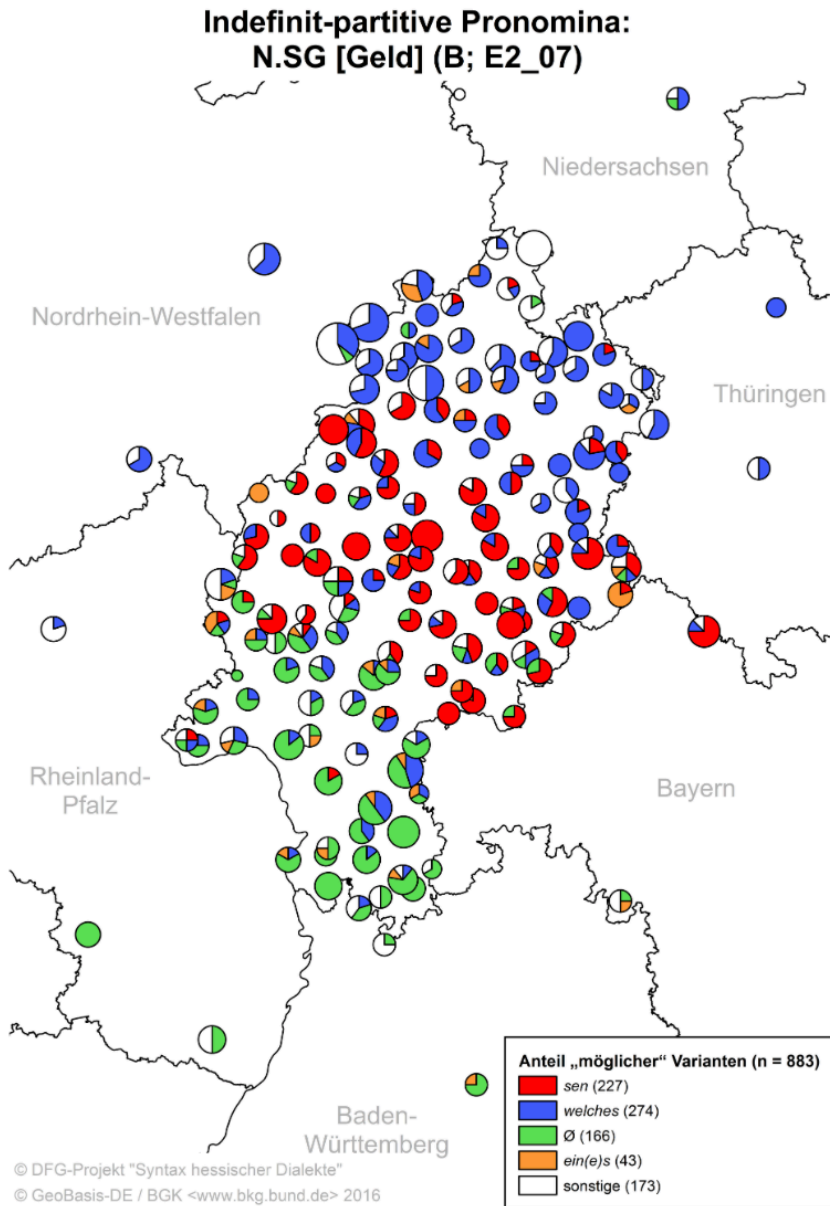 Indefinit-partitive Pronomina:
N.SG [Geld] (B; E2_07)
Niedersachsen
Nordrhein-Westfalen
Thüringen
Rheinland-
Pfalz
Bayern
Baden-
Württemberg
Anteil „möglicher“ Varianten (n = 883)
sen (227)
welches (274)
Ø (166)
ein(e)s (43)
sonstige (173)
© DFG-Projekt "Syntax hessischer Dialekte"
© GeoBasis-DE / BGK <www.bkg.bund.de> 2016